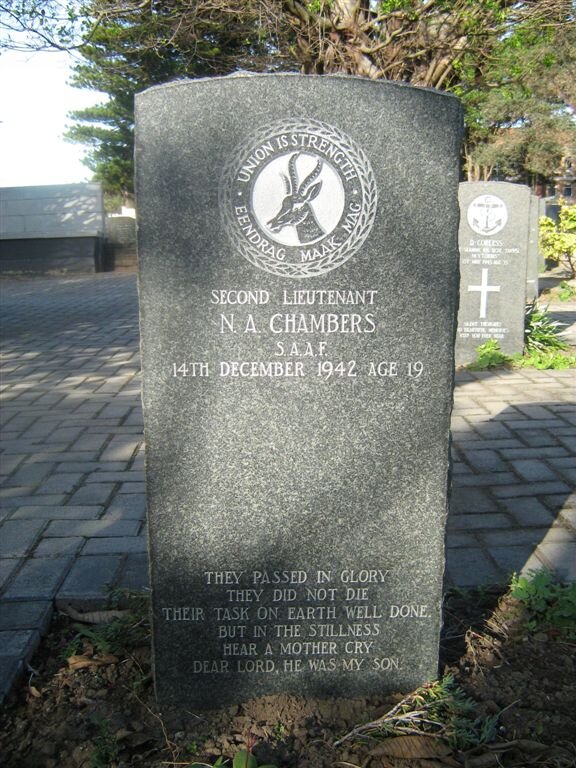 UNION IS STRENGTH
EENDRAG MAAK MAG
SECOND LIEUTENANT
N. A. CHAMBERS
S.A.A.F.
14TH DECEMBER 1942 AGE 19
THEY PASSED IN GLORY
THEY DID NOT DIE
THEIR TASK ON EARTH WELL DONE.
BUT IN THE STILLNESS
HEAR A MOTHER CRY
DEAR LORD, HE WAS MY SON.
CORLESS